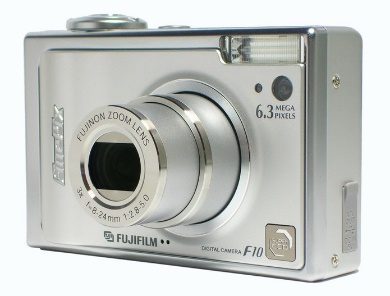 6.3 MEGA PIXELS
FUJINON ZOOM LENS
3x f=8-24mm 1:2.8-5.0
FinePix
FUJIFILM
DIGITAL CAMERA F10